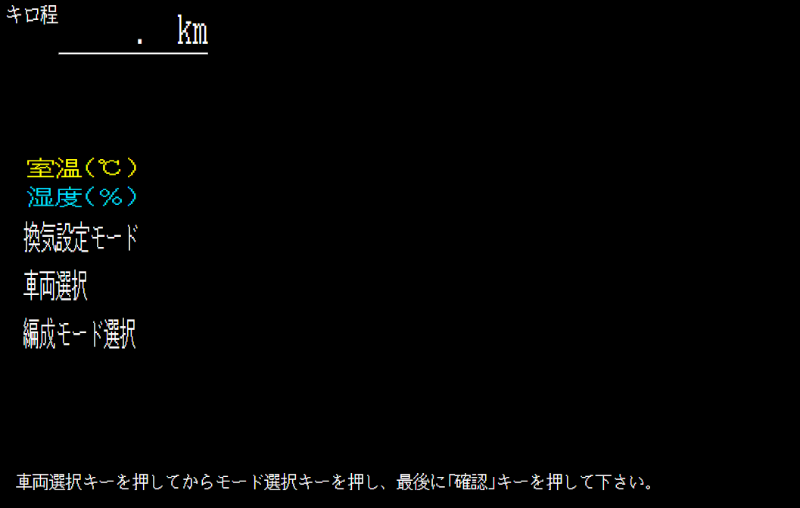 キロ程
. km
室温(℃)
湿度(%)
換気設定モード
車両選択
編成モード選択
車両選択キーを押してからモード選択キーを押し、最後に「確認」キーを押して下さい。